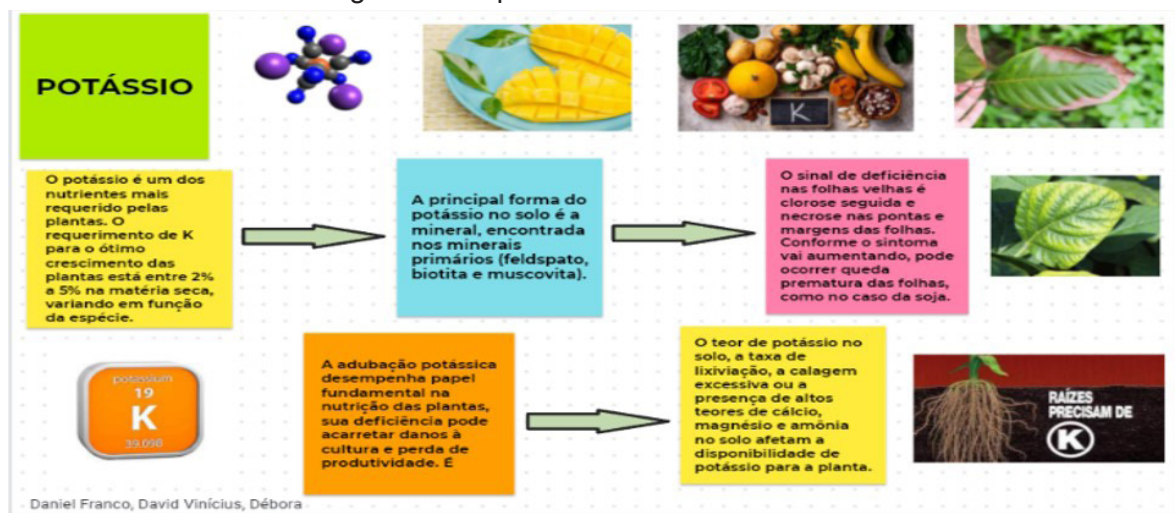 POTÁSSIO
K
O potássio é um dos
nutrientes mais
requerido pelas
plantas. O
requerimento de K
para o ótimo
crescimento das
plantas está entre 2%
a 5% na matéria seca,
variando em função
da espécie.
A principal forma do
potássio no solo é a
mineral, encontrada
nos minerais
primários (feldspato,
biotita e muscovita).
O sinal de deficiência
nas folhas velhas é
clorose seguida e
necrose nas pontas e
margens das folhas.
Conforme o sintoma
vai aumentando, pode
ocorrer queda
prematura das folhas,
como no caso da soja.
potassium
19
K
39.098
A adubação potássica
desempenha papel
fundamental na
nutrição das plantas,
sua deficiência pode
acarretar danos à
cultura e perda de
produtividade. É
O teor de potássio no
solo, a taxa de
lixiviação, a calagem
excessiva ou a
presença de altos
teores de cálcio,
magnésio e amônia
no solo afetam a
disponibilidade de
potássio para a planta.
RAÍZES
PRECISAM DE
K
Daniel Franco, David Vinícius, Débora